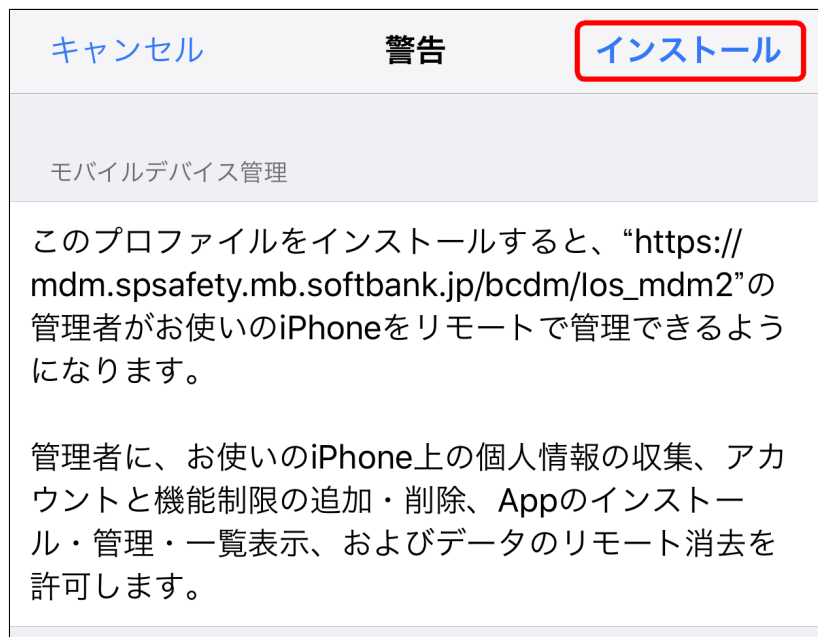 キャンセル 警告 インストール
モバイルデバイス管理
このプロファイルをインストールすると、“https://
mdm.spsafety.mb.softbank.jp/bcdm/Ios_mdm2”の
管理者がお使いのiPhoneをリモートで管理できるよう
になります。
管理者に、お使いのiPhone上の個人情報の収集、アカ
ウントと機能制限の追加・削除、Appのインストー
ル・管理・一覧表示、およびデータのリモート消去を
許可します。